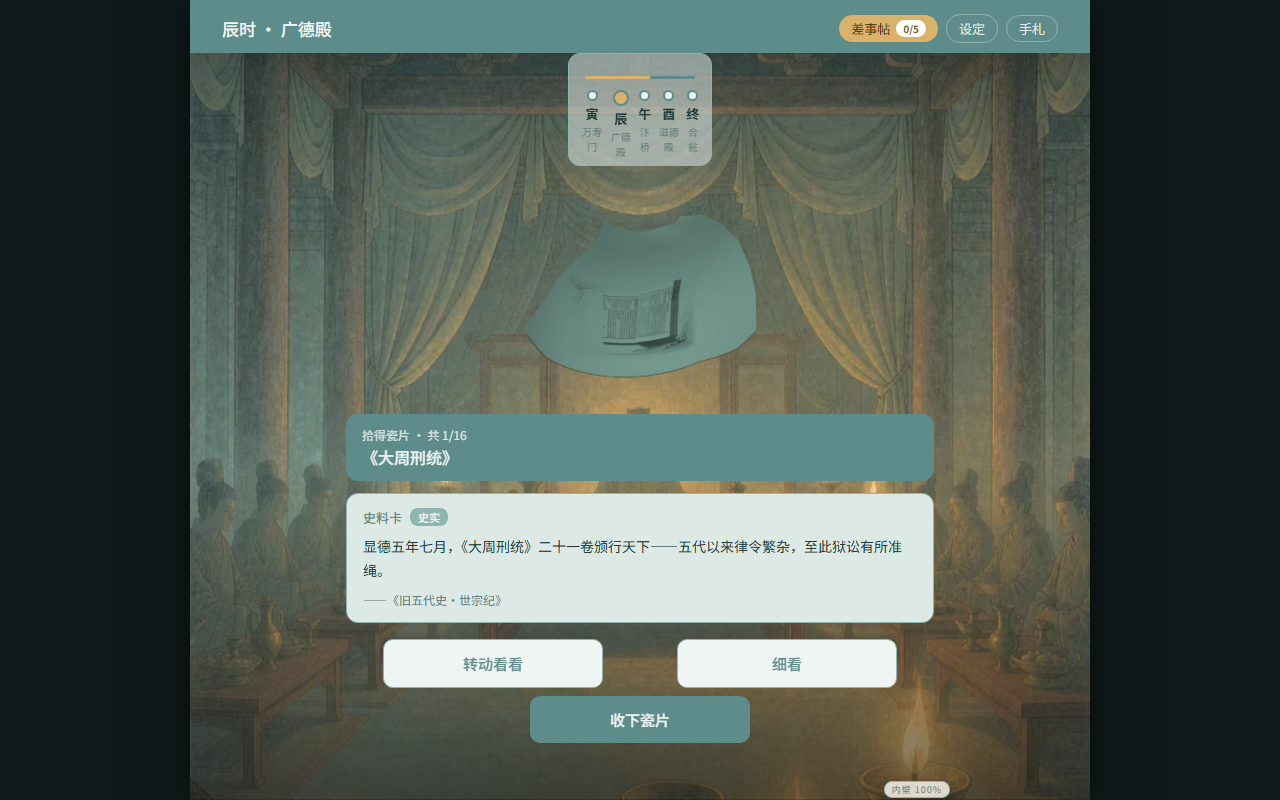 辰时 · 广德殿
差事帖 0/5
设定
手札
寅 辰 午 酉 终
万寿门 广德殿 汴桥 滋德殿 合瓮
拾得瓷片 · 共 1/16
《大周刑统》
史料卡 史实
显德五年七月，《大周刑统》二十一卷颁行天下——五代以来律令繁杂，至此狱讼有所准
绳。
——《旧五代史·世宗纪》
转动看看
细看
收下瓷片
内壁 100%